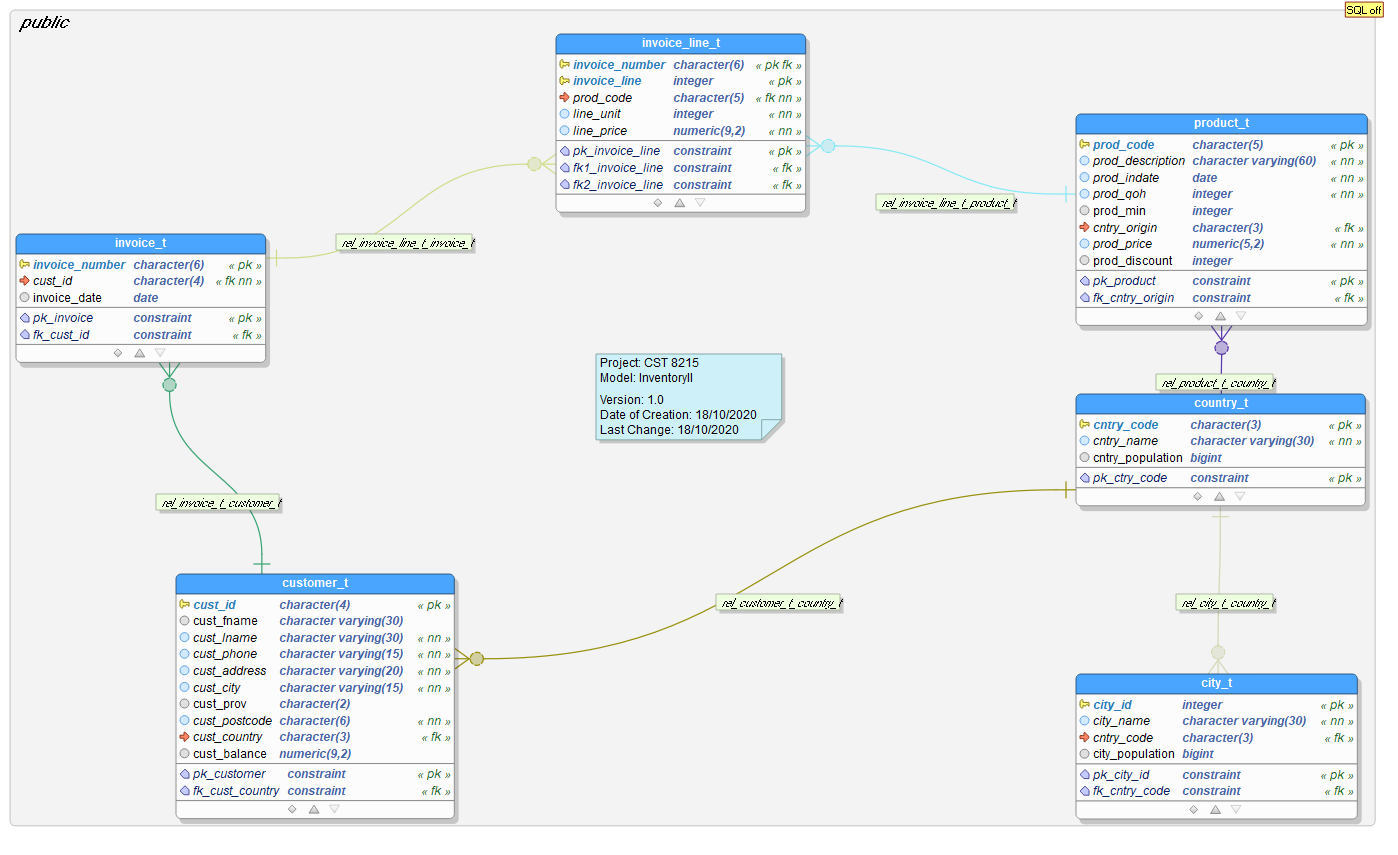 SQL off
public
invoice_line_t
invoice_number character(6) « pk fk »
invoice_line integer « pk »
prod_code character(5) « fk nn »
line_unit integer « nn »
line_price numeric(9,2) « nn »
pk_invoice_line constraint « pk »
fk1_invoice_line constraint « fk »
fk2_invoice_line constraint « fk »
product_t
prod_code character(5) « pk »
prod_description character varying(60) « nn »
prod_indate date « nn »
prod_qoh integer « nn »
prod_min integer
cntry_origin character(3) « fk »
prod_price numeric(5,2) « nn »
prod_discount integer
pk_product constraint « pk »
fk_cntry_origin constraint « fk »
rel_invoice_line_t_product_t
rel_invoice_line_t_invoice_t
invoice_t
invoice_number character(6) « pk »
cust_id character(4) « fk nn »
invoice_date date
pk_invoice constraint « pk »
fk_cust_id constraint « fk »
Project: CST 8215
Model: InventoryII
Version: 1.0
Date of Creation: 18/10/2020
Last Change: 18/10/2020
rel_product_t_country_t
country_t
cntry_code character(3) « pk »
cntry_name character varying(30) « nn »
cntry_population bigint
pk_ctry_code constraint « pk »
rel_invoice_t_customer_t
customer_t
cust_id character(4) « pk »
cust_fname character varying(30)
cust_lname character varying(30) « nn »
cust_phone character varying(15) « nn »
cust_address character varying(20) « nn »
cust_city character varying(15) « nn »
cust_prov character(2)
cust_postcode character(6) « nn »
cust_country character(3) « fk »
cust_balance numeric(9,2)
pk_customer constraint « pk »
fk_cust_country constraint « fk »
rel_customer_t_country_t
rel_city_t_country_t
city_t
city_id integer « pk »
city_name character varying(30) « nn »
cntry_code character(3) « fk »
city_population bigint
pk_city_id constraint « pk »
fk_cntry_code constraint « fk »